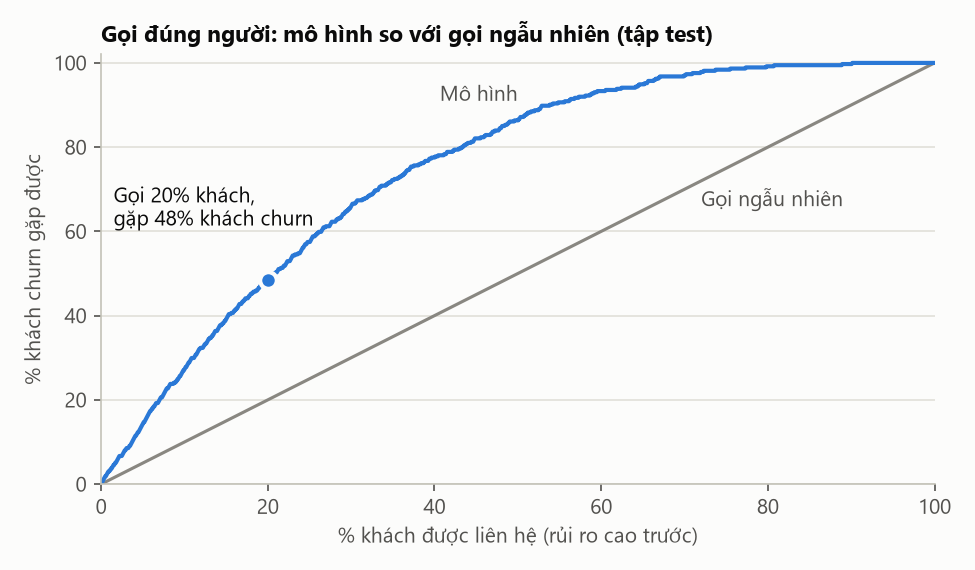 Gọi đúng người: mô hình so với gọi ngẫu nhiên (tập test)
% khách churn gặp được
100
80
60
40
20
0
Mô hình
Gọi 20% khách,
gặp 48% khách churn
Gọi ngẫu nhiên
0
20
40
60
80
100
% khách được liên hệ (rủi ro cao trước)